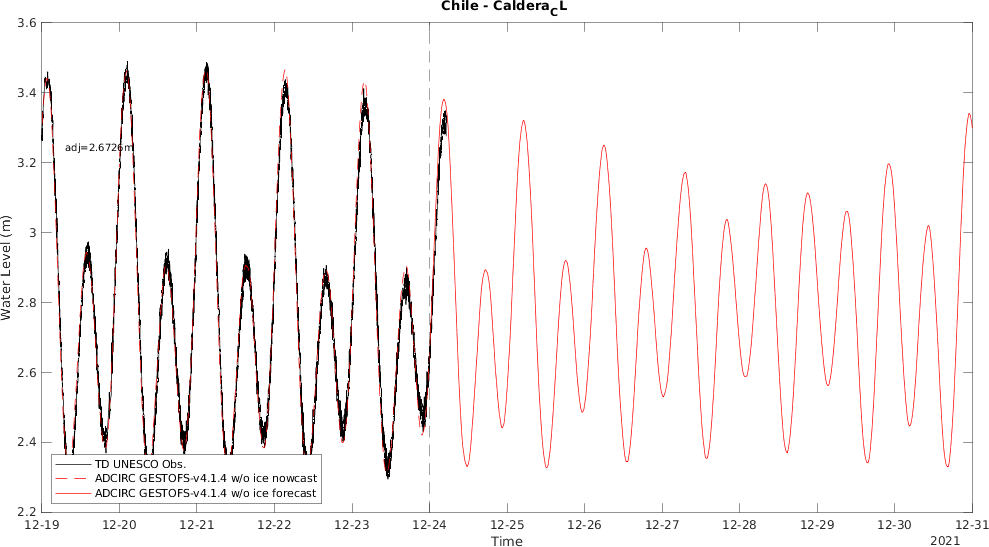 Chile - CalderaCL
3.6
3.4
3.2
3
2.8
2.6
2.4
2.2
Water Level (m)
adj=2.6726m
TD UNESCO Obs.
ADCIRC GESTOFS-v4.1.4 w/o ice nowcast
ADCIRC GESTOFS-v4.1.4 w/o ice forecast
12-19 12-20 12-21 12-22 12-23 12-24 12-25 12-26 12-27 12-28 12-29 12-30 12-31
Time
2021